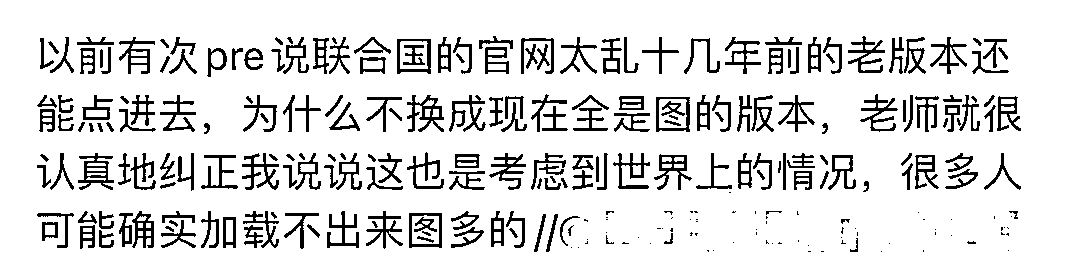 以前有次pre说联合国的官网太乱十几年前的老版本还
能点进去，为什么不换成现在全是图的版本，老师就很
认真地纠正我说说这也是考虑到世界上的情况，很多人
可能确实加载不出来图多的//@